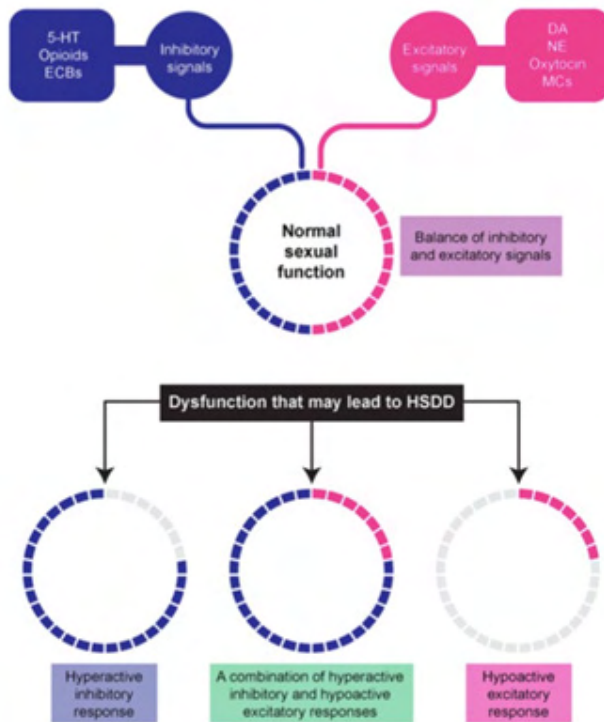 5-HT
Opioids
ECBs
Inhibitory
signals
Excitatory
signals
DA
NE
Oxytocin
MCs
Normal
sexual
function
Balance of inhibitory
and excitatory signals
Dysfunction that may lead to HSDD
Hyperactive
inhibitory
response
A combination of hyperactive
inhibitory and hypoactive
excitatory responses
Hypoactive
excitatory
response